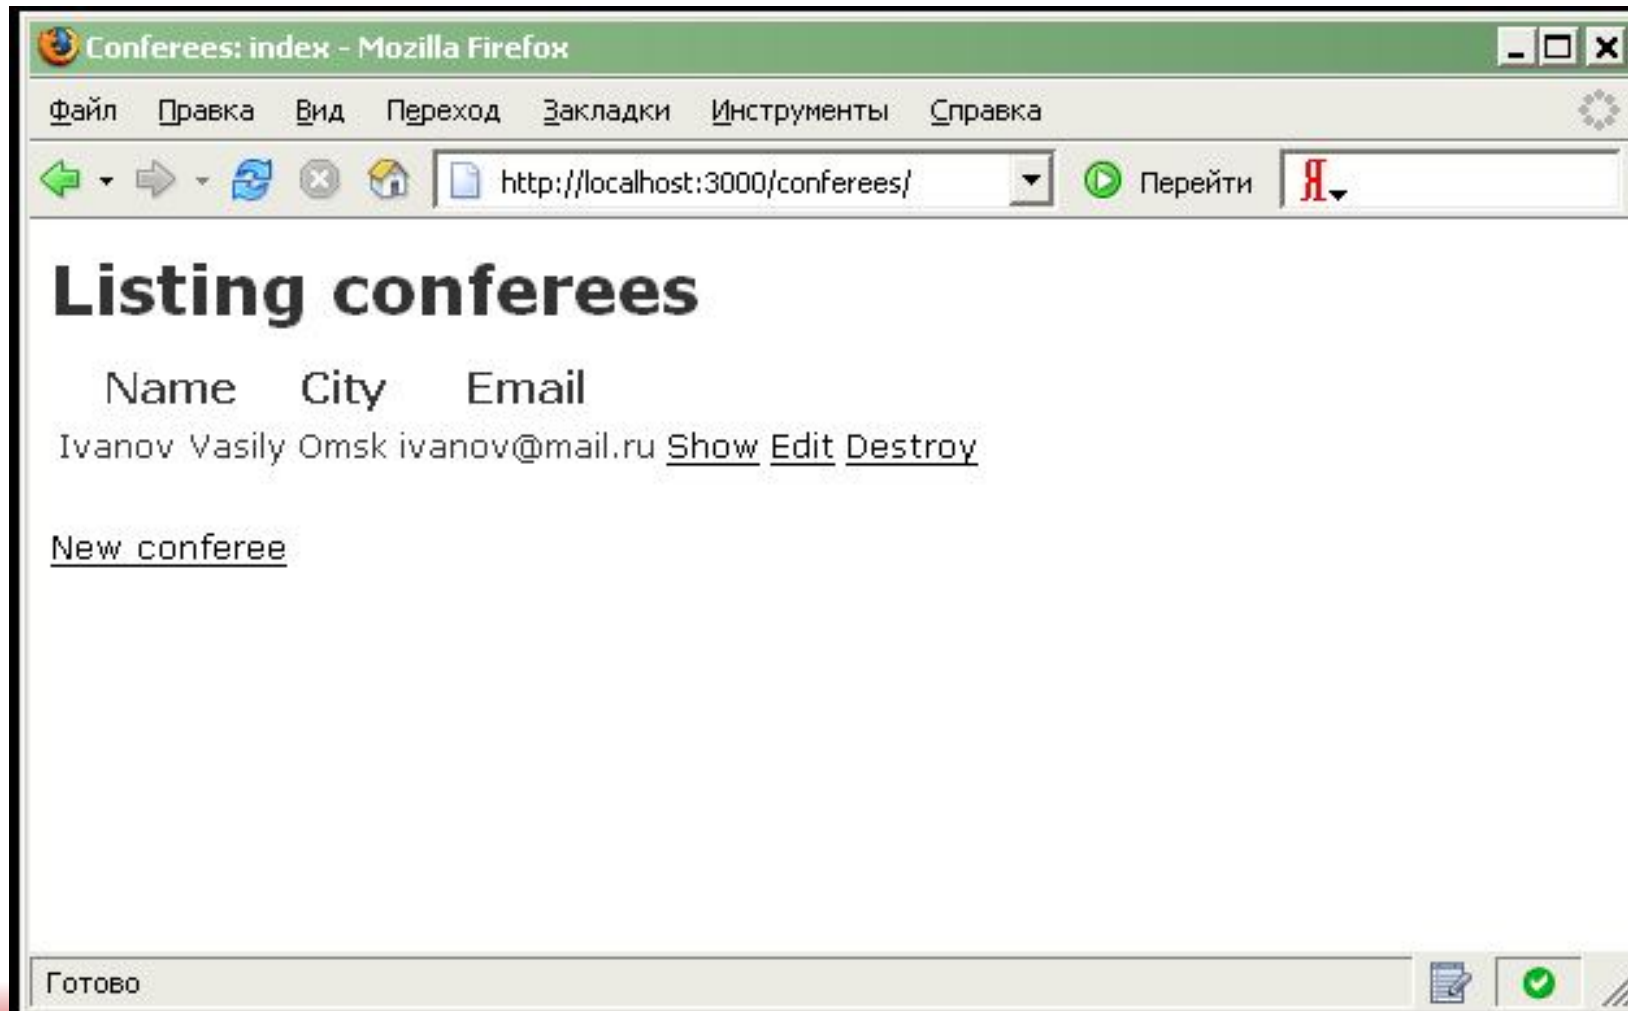 Conferees: index - Mozilla Firefox
Файл Правка Вид Переход Закладки Инструменты Справка
http://localhost:3000/conferees/ Перейти Я
Listing conferees
Name City Email
Ivanov Vasily Omsk ivanov@mail.ru Show Edit Destroy
New conferee
Готово